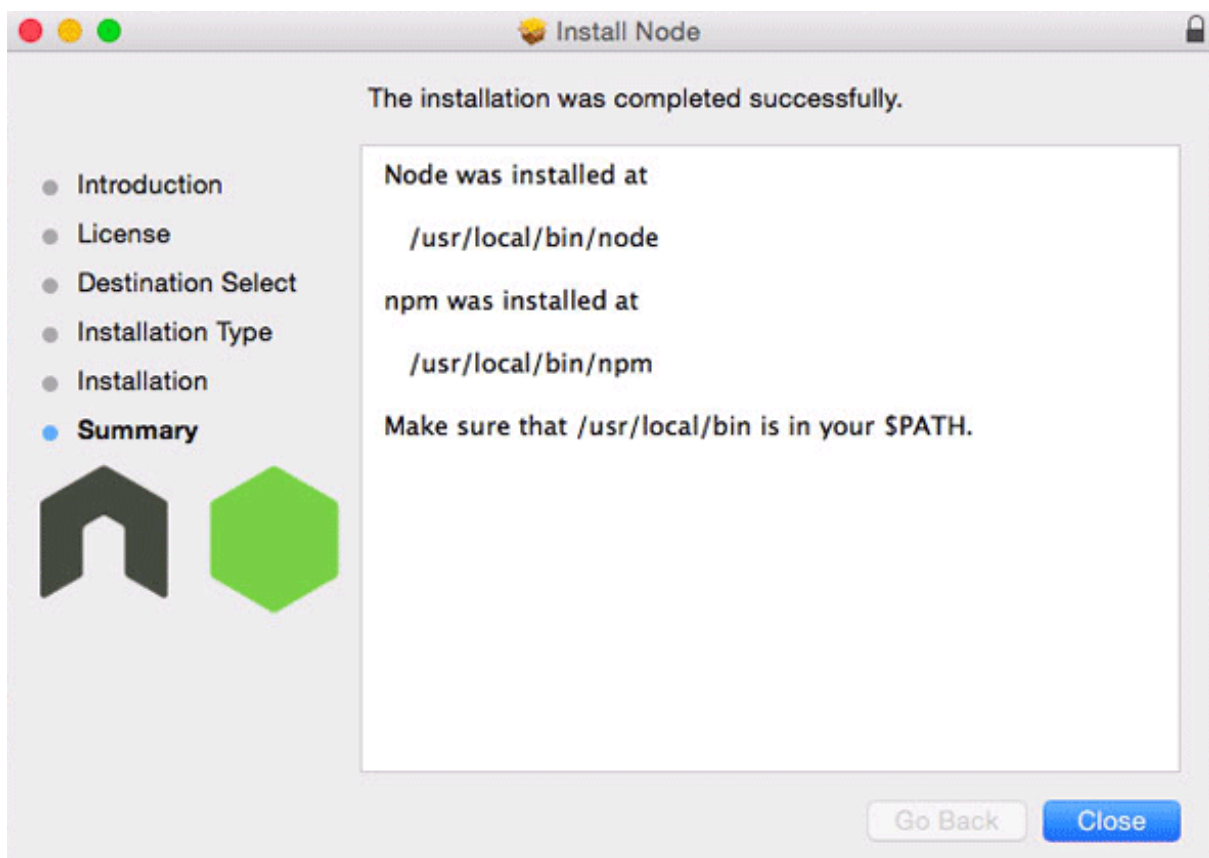 Install Node
The installation was completed successfully.
Introduction
License
Destination Select
Installation Type
Installation
Summary
Node was installed at
/usr/local/bin/node
npm was installed at
/usr/local/bin/npm
Make sure that /usr/local/bin is in your $PATH.
Go Back
Close